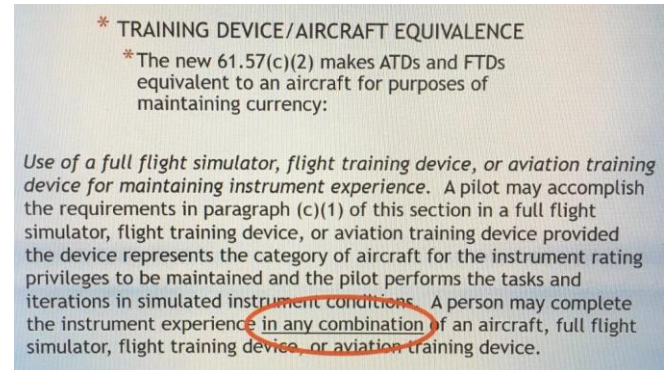 * TRAINING DEVICE/AIRCRAFT EQUIVALENCE
* The new 61.57(c)(2) makes ATDs and FTDs
equivalent to an aircraft for purposes of
maintaining currency:
Use of a full flight simulator, flight training device, or aviation training
device for maintaining instrument experience. A pilot may accomplish
the requirements in paragraph (c)(1) of this section in a full flight
simulator, flight training device, or aviation training device provided
the device represents the category of aircraft for the instrument rating
privileges to be maintained and the pilot performs the tasks and
iterations in simulated instrument conditions. A person may complete
the instrument experience in any combination of an aircraft, full flight
simulator, flight training device, or aviation training device.